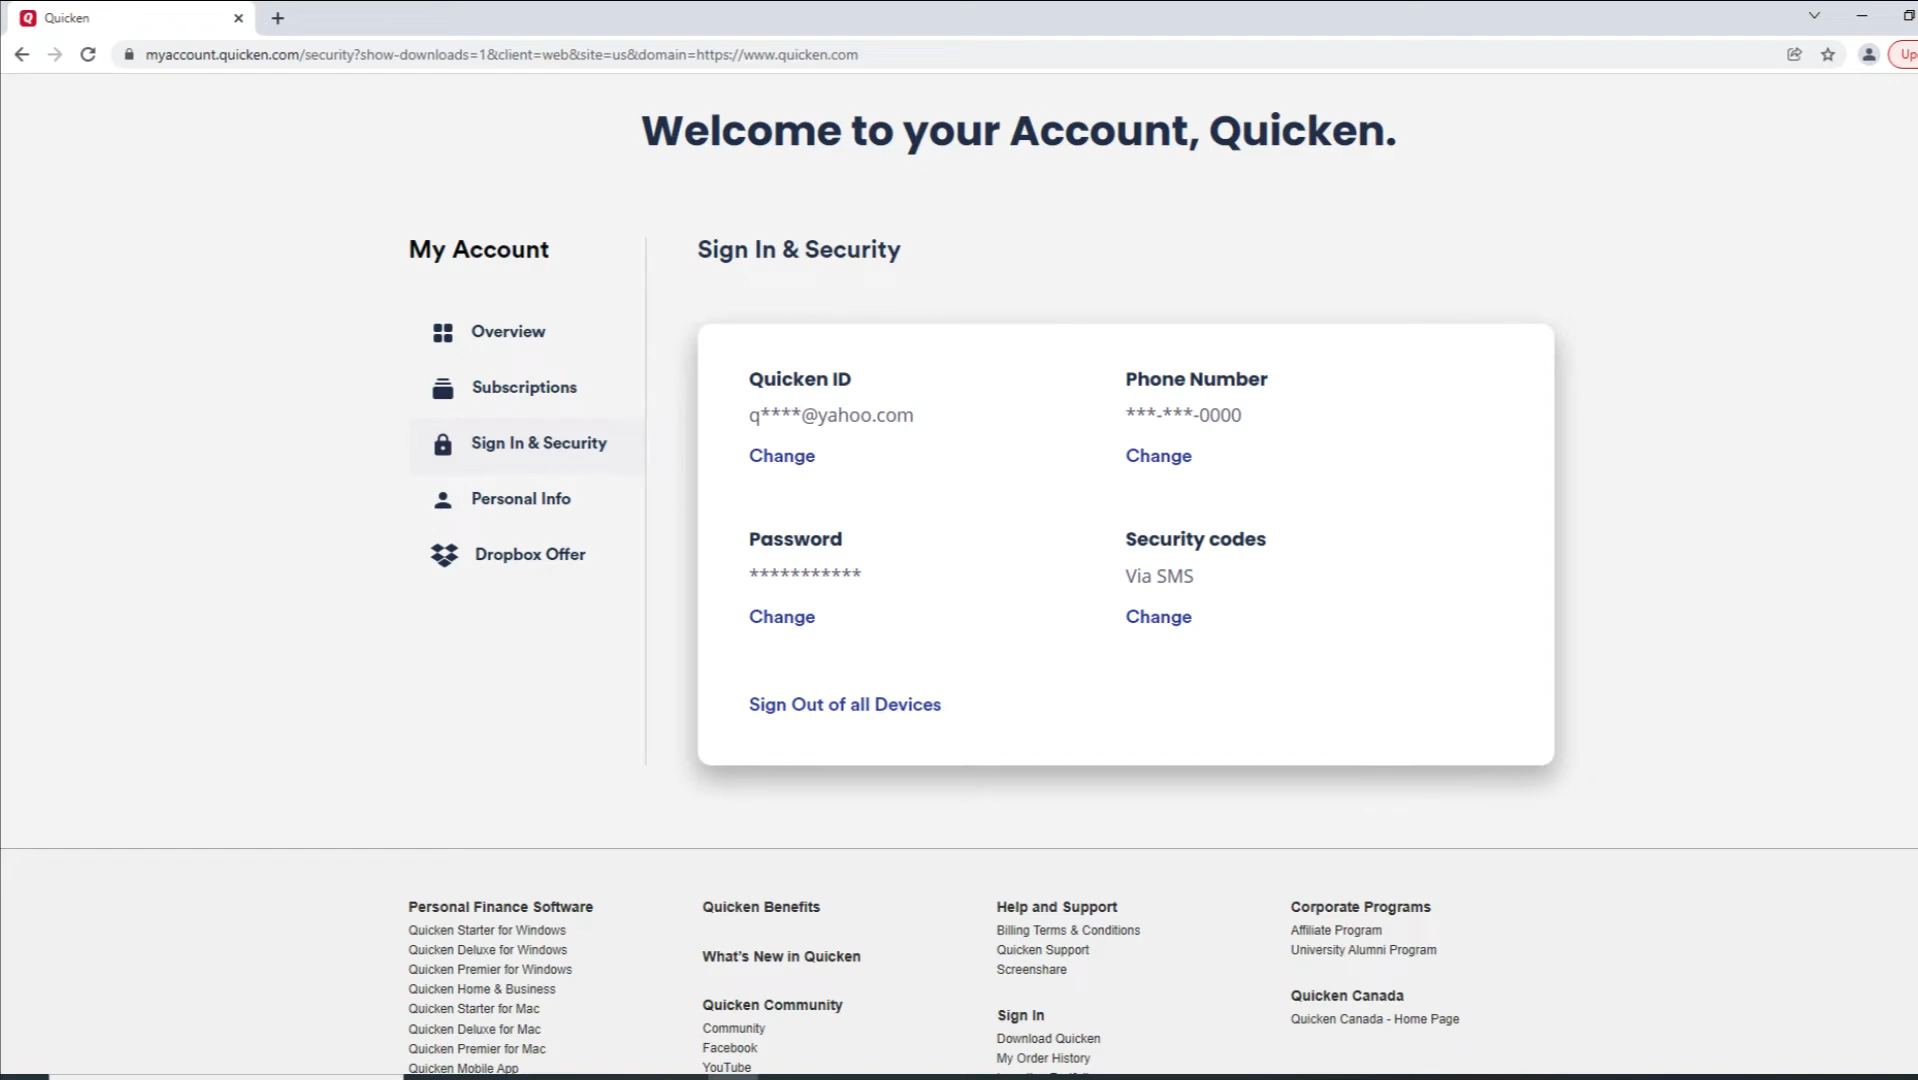 Quicken
myaccount.quicken.com/security?show-downloads=1&client=web&site=us&domain=https://www.quicken.com
Welcome to your Account, Quicken.
My Account
Overview
Subscriptions
Sign In & Security
Personal Info
Dropbox Offer
Sign In & Security
Quicken ID
q****@yahoo.com
Change
Phone Number
***-***-0000
Change
Password
***********
Change
Security codes
Via SMS
Change
Sign Out of all Devices
Personal Finance Software
Quicken Starter for Windows
Quicken Deluxe for Windows
Quicken Premier for Windows
Quicken Home & Business
Quicken Starter for Mac
Quicken Deluxe for Mac
Quicken Premier for Mac
Quicken Mobile App
Quicken Benefits
What's New in Quicken
Quicken Community
Community
Facebook
YouTube
Help and Support
Billing Terms & Conditions
Quicken Support
Screenshare
Sign In
Download Quicken
My Order History
Corporate Programs
Affiliate Program
University Alumni Program
Quicken Canada
Quicken Canada - Home Page